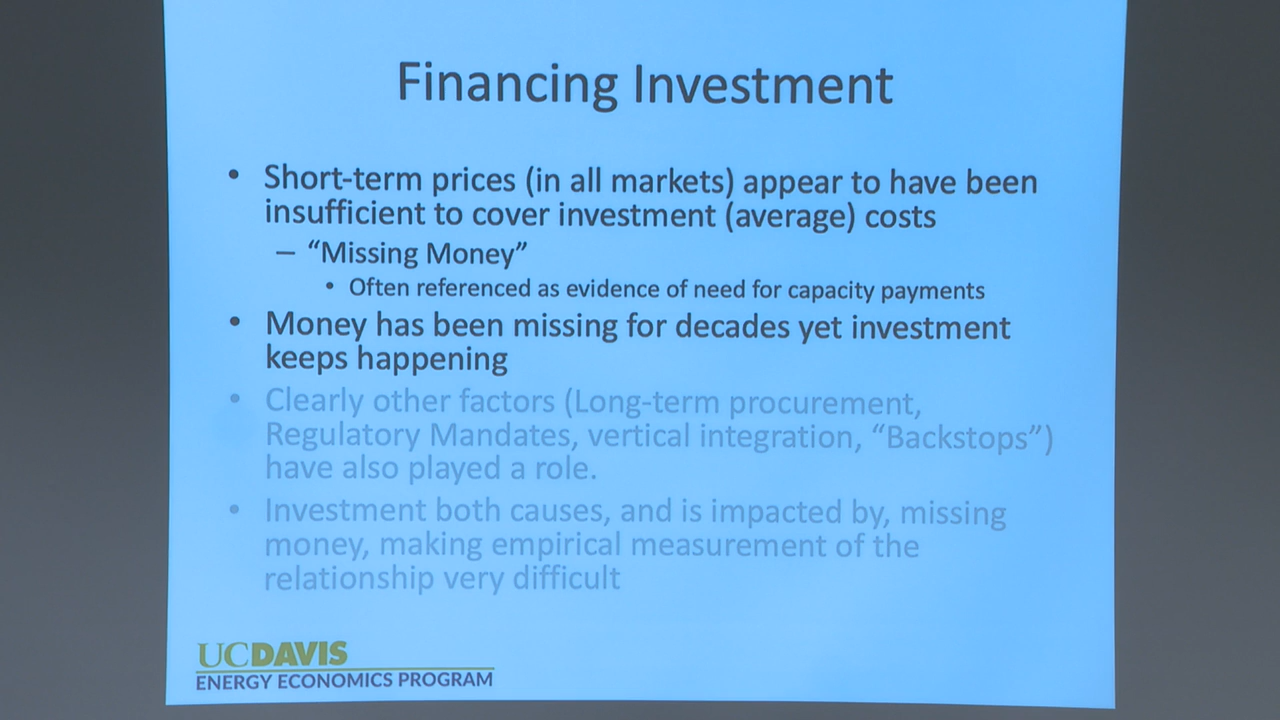 Financing Investment
• Short-term prices (in all markets) appear to have been
insufficient to cover investment (average) costs
– “Missing Money”
• Often referenced as evidence of need for capacity payments
• Money has been missing for decades yet investment
keeps happening
• Clearly other factors (Long-term procurement,
Regulatory Mandates, vertical integration, “Backstops”)
have also played a role.
• Investment both causes, and is impacted by, missing
money, making empirical measurement of the
relationship very difficult
UCDAVIS
ENERGY ECONOMICS PROGRAM